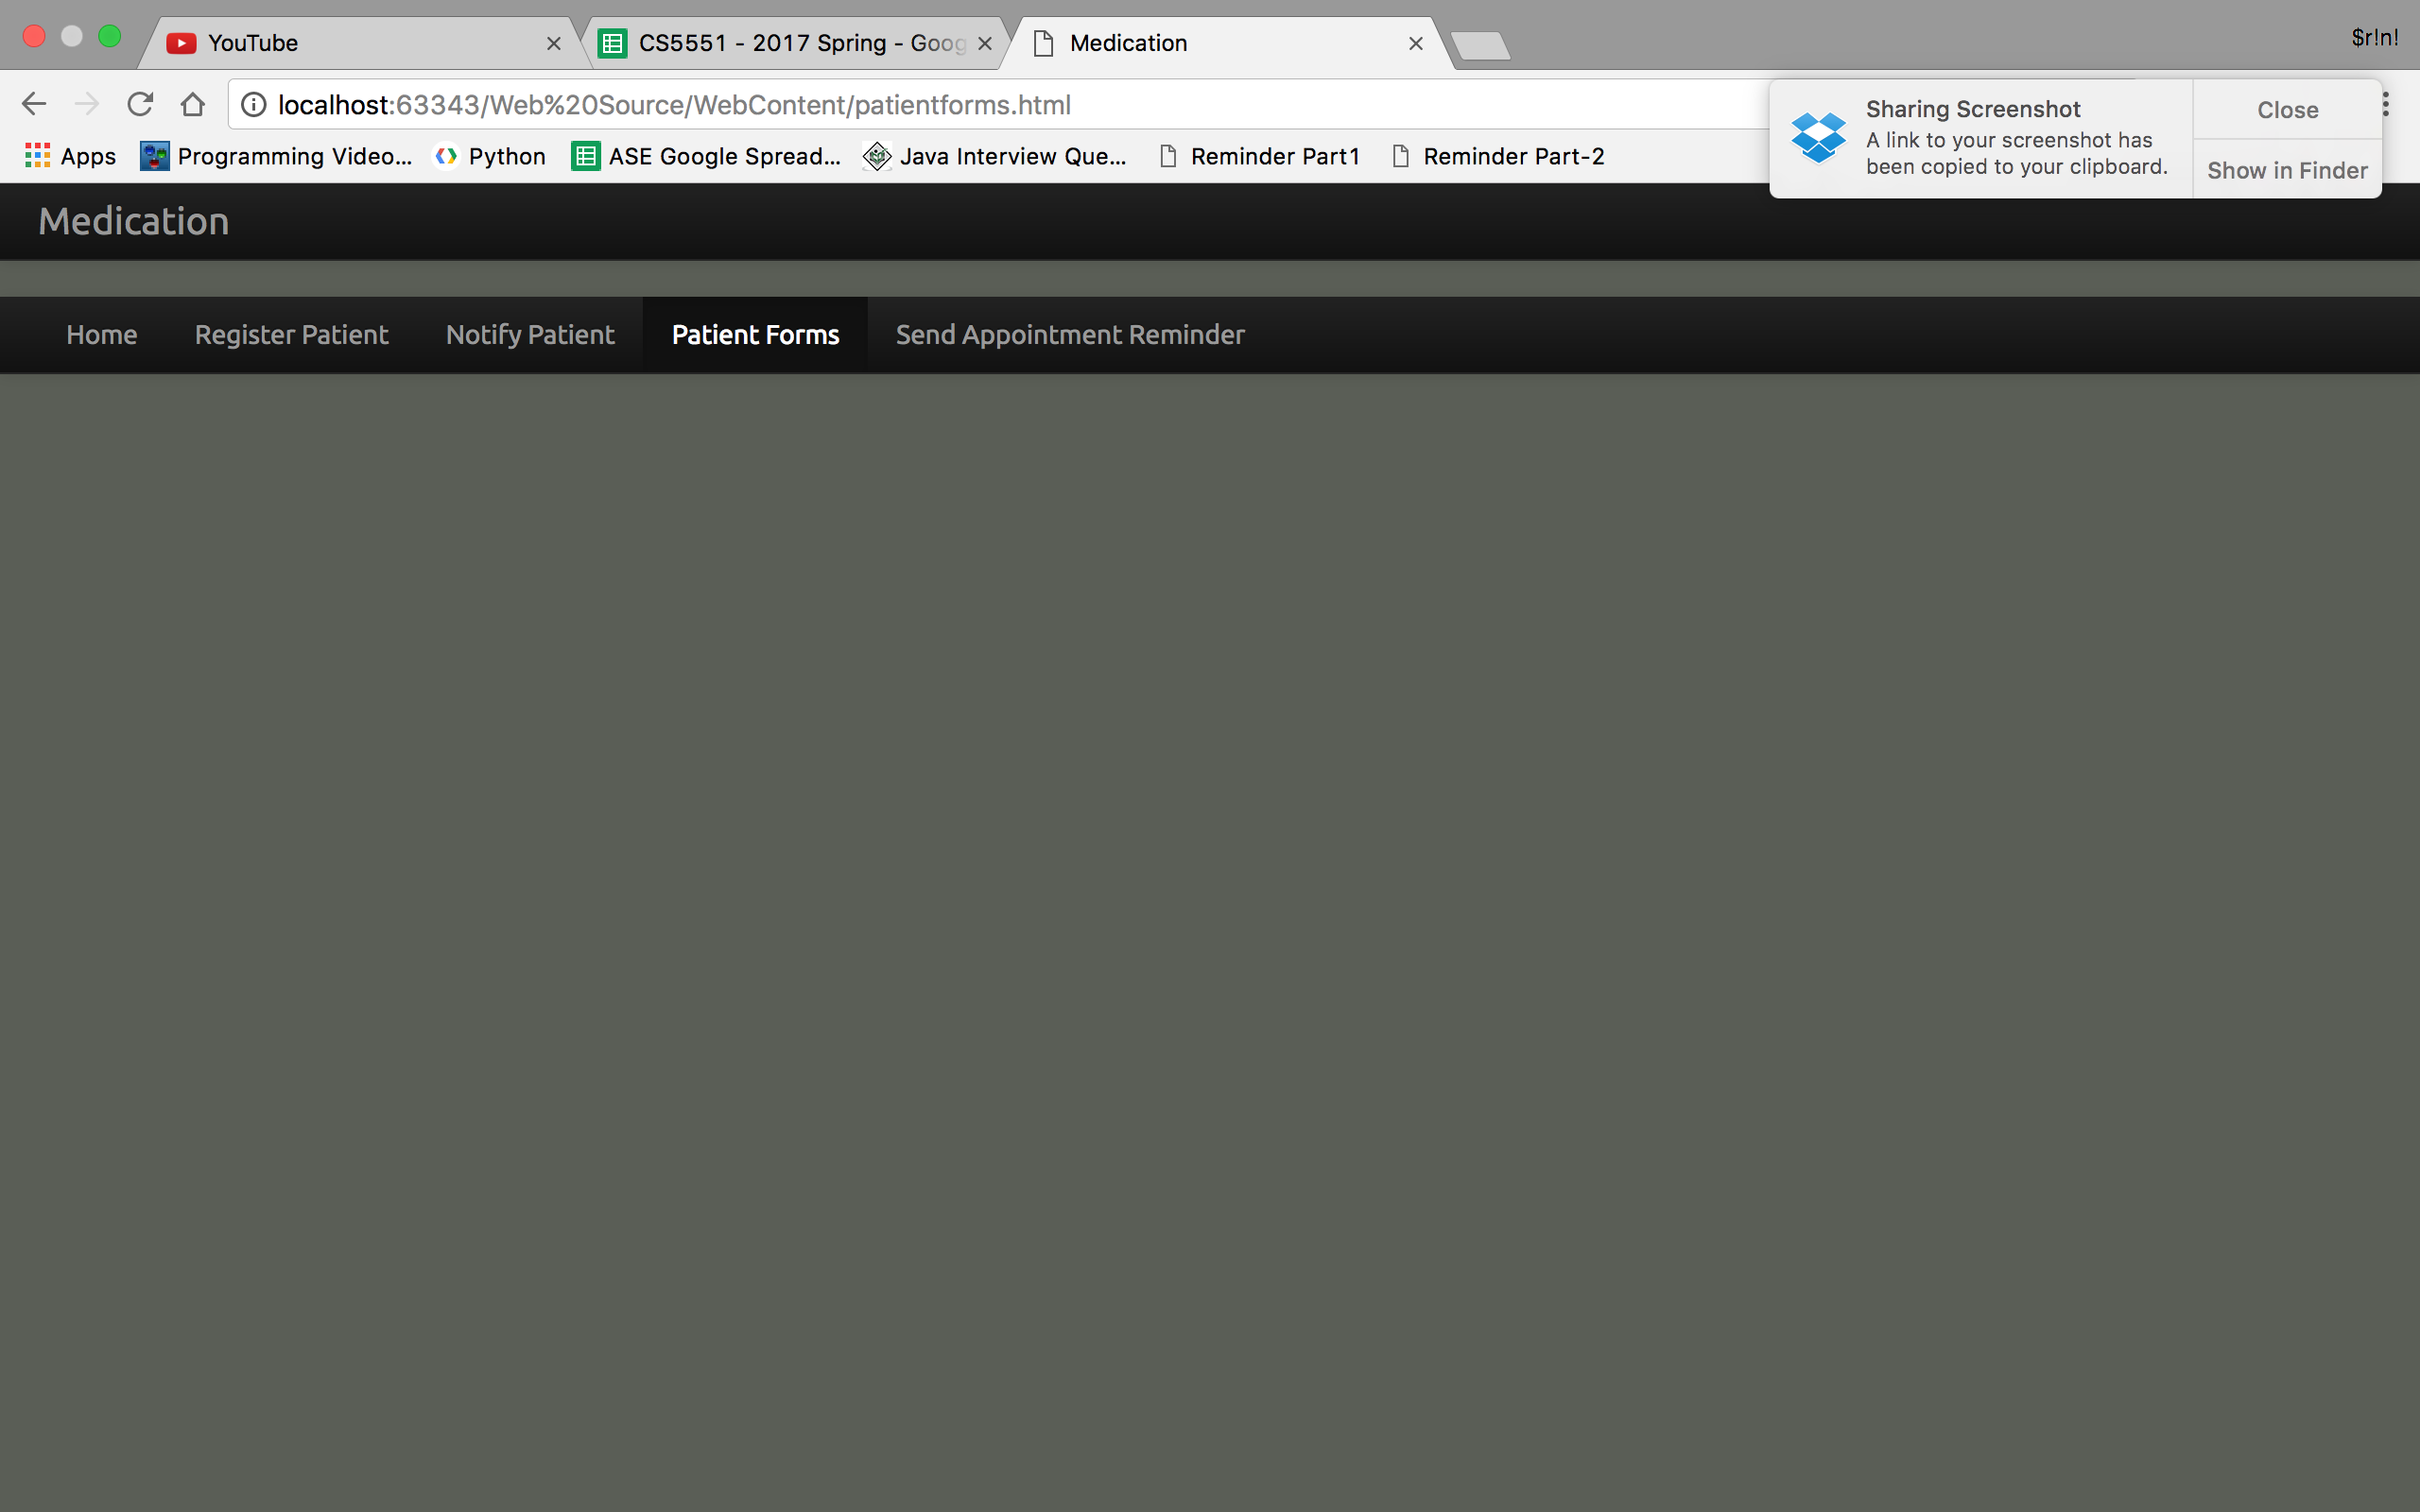 YouTube
CS5551 - 2017 Spring - Goog
Medication
$r!n!
localhost:63343/Web%20Source/WebContent/patientforms.html
Sharing Screenshot
A link to your screenshot has
been copied to your clipboard.
Close
Show in Finder
Apps
Programming Video...
Python
ASE Google Spread...
Java Interview Que...
Reminder Part1
Reminder Part-2
Medication
Home
Register Patient
Notify Patient
Patient Forms
Send Appointment Reminder